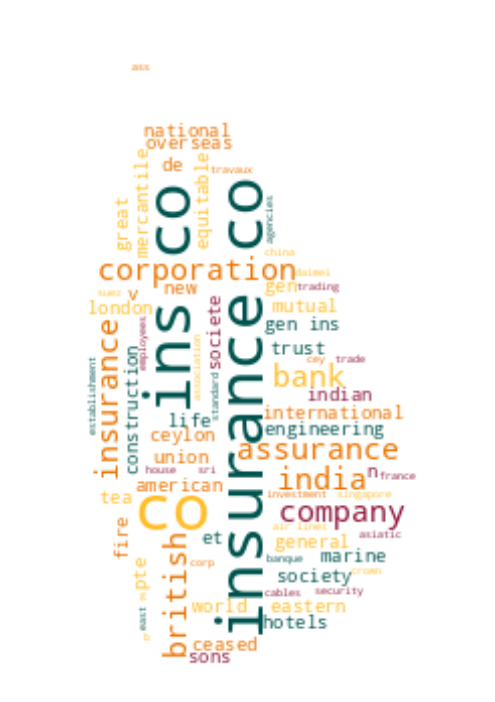 ass
national
overseas
de
travaux
mercantile
equitable
great
ins co
insurance co
agencies
china
corporation
daimei
gen
trading
new
suez
v
london
mutual
gen ins
societe
employees
insurance
construction
establishment
association
standard
trust
cey
trade
bank
indian
life
international
engineering
ceylon
union
assurance
house
sri
india
n
france
american
tea
investment
singapore
co
company
air lines
fire
british
et
general
asiatic
banque
marine
corp
pte
society
crown
cables
security
world
eastern
east
hotels
ceased
sons